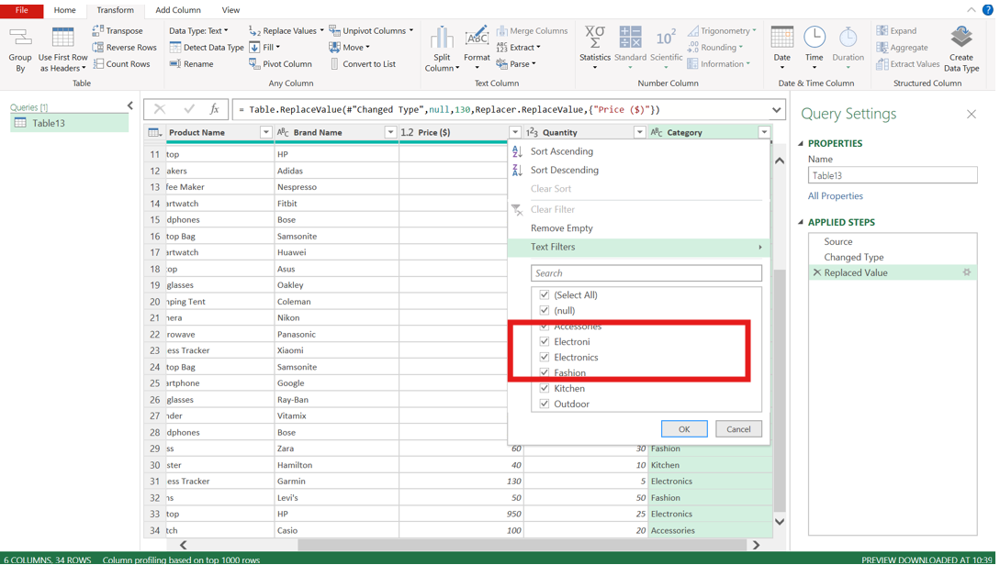 File Home Transform Add Column View
Transpose Data Type: Text Replace Values Unpivot Columns Merge Columns Trigonometry Expand
Reverse Rows Detect Data Type Fill Move Extract Rounding Aggregate
Group By Use First Row as Headers Count Rows Rename Pivot Column Convert to List Split Column Format Parse Statistics Standard Scientific Information Date Time Duration Extract Values Create Data Type
Table Any Column Text Column Number Column Date & Time Column Structured Column
Queries [1]
Table13
= Table.ReplaceValue(#"Changed Type",null,130,Replacer.ReplaceValue,{"Price ($)"})
Product Name ABC Brand Name 1.2 Price ($) 123 Quantity ABC Category
11 top HP
12 akers Adidas
13 fee Maker Nespresso
14 artwatch Fitbit
15 dphones Bose
16 top Bag Samsonite
17 artwatch Huawei
18 top Asus
19 glasses Oakley
20 nping Tent Coleman
21 nera Nikon
22 rowave Panasonic
23 ess Tracker Xiaomi
24 top Bag Samsonite
25 artphone Google
26 glasses Ray-Ban
27 nder Vitamix
28 dphones Bose
29 ss Zara 60 30 Fashion
30 ster Hamilton 40 10 Kitchen
31 ess Tracker Garmin 130 5 Electronics
32 ns Levi's 50 50 Fashion
33 top HP 950 25 Electronics
34 tch Casio 100 20 Accessories
Sort Ascending
Sort Descending
Clear Sort
Clear Filter
Remove Empty
Text Filters
Search
(Select All)
(null)
Accessories
Electroni
Electronics
Fashion
Kitchen
Outdoor
OK Cancel
Query Settings
PROPERTIES
Name
Table13
All Properties
APPLIED STEPS
Source
Changed Type
Replaced Value
6 COLUMNS, 34 ROWS Column profiling based on top 1000 rows PREVIEW DOWNLOADED AT 10:39